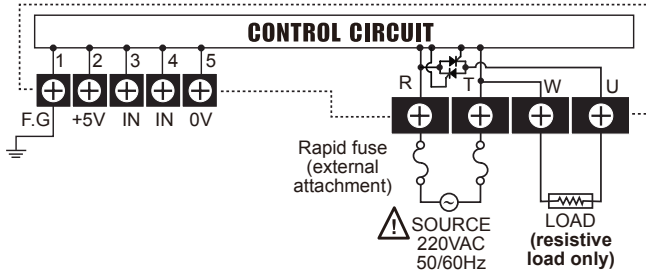 CONTROL CIRCUIT
1 2 3 4 5
R T W U
F.G +5V IN IN 0V
Rapid fuse
(external
attachment)
SOURCE
220VAC
50/60Hz
LOAD
(resistive
load only)
!